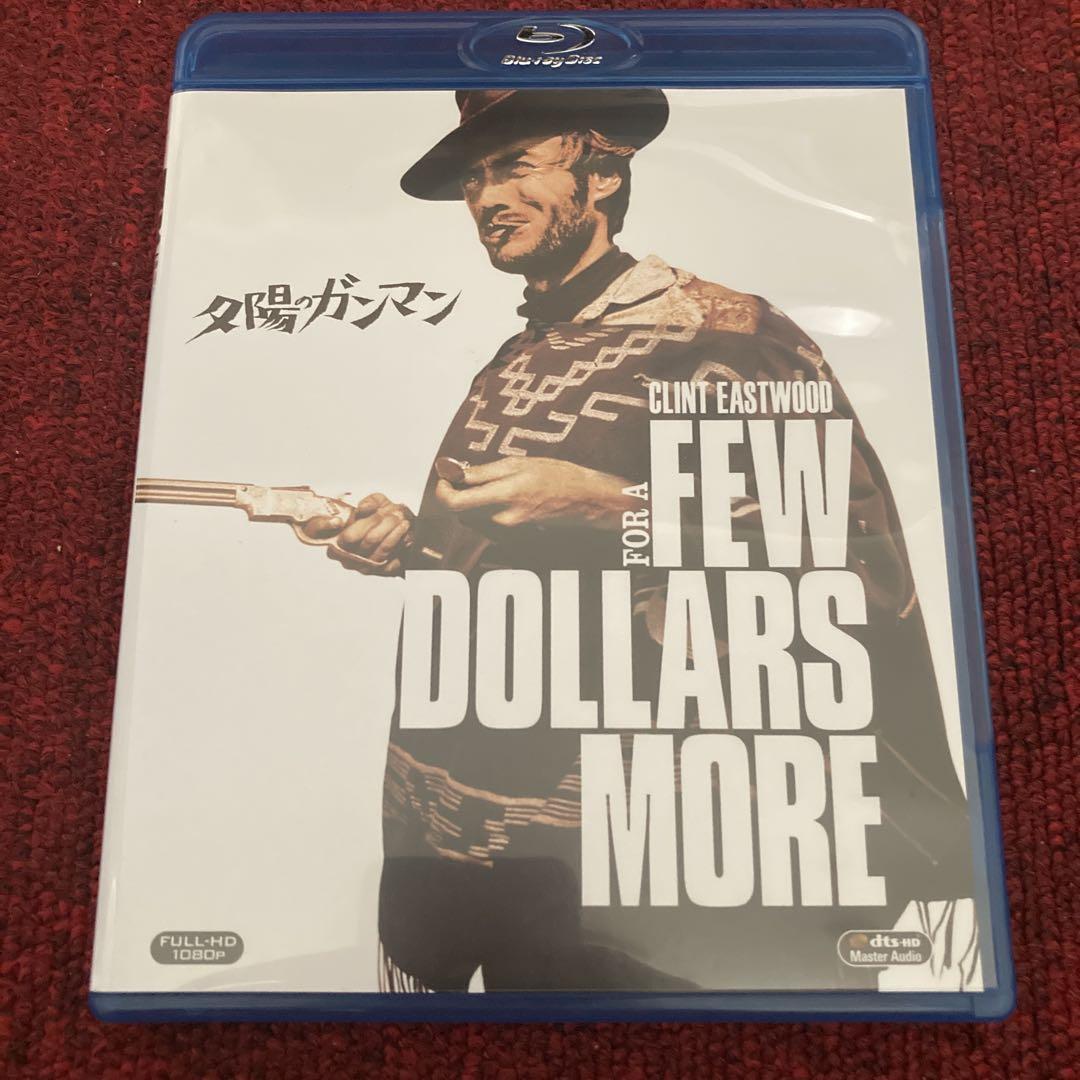 Blu-ray Disc
夕陽のガンマン
CLINT EASTWOOD
FOR A
FEW
DOLLARS
MORE
FULL-HD
1080P
dts-HD
Master Audio